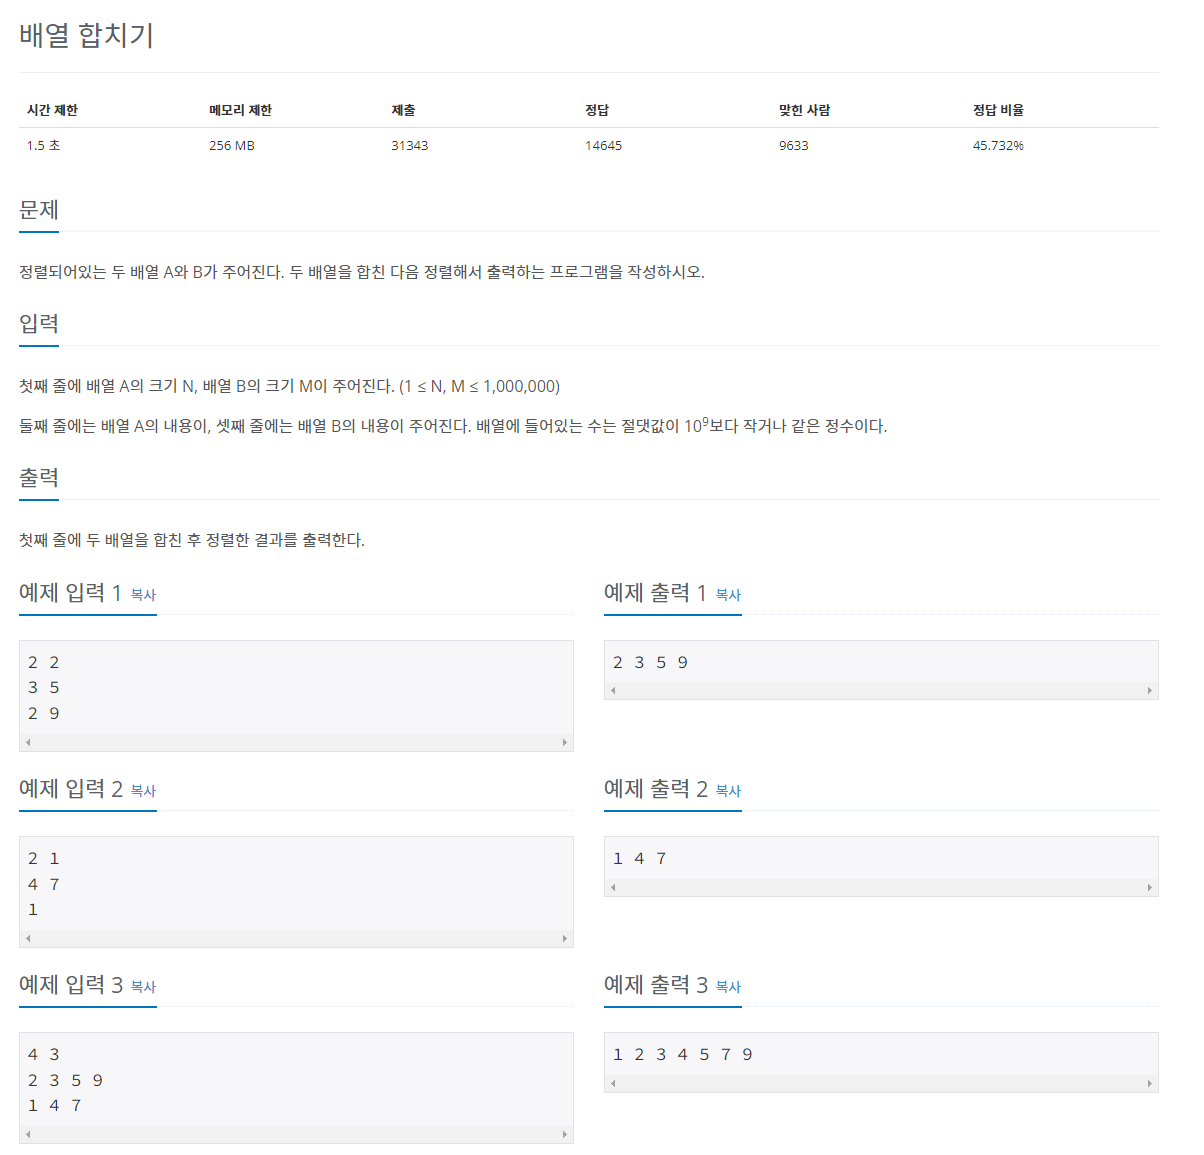 배열 합치기
시간 제한 메모리 제한 제출 정답 맞힌 사람 정답 비율
1.5 초 256 MB 31343 14645 9633 45.732%
문제
정렬되어있는 두 배열 A와 B가 주어진다. 두 배열을 합친 다음 정렬해서 출력하는 프로그램을 작성하시오.
입력
첫째 줄에 배열 A의 크기 N, 배열 B의 크기 M이 주어진다. (1 ≤ N, M ≤ 1,000,000)
둘째 줄에는 배열 A의 내용이, 셋째 줄에는 배열 B의 내용이 주어진다. 배열에 들어있는 수는 절댓값이 10⁹보다 작거나 같은 정수이다.
출력
첫째 줄에 두 배열을 합친 후 정렬한 결과를 출력한다.
예제 입력 1 복사
2 2
3 5
2 9
예제 출력 1 복사
2 3 5 9
예제 입력 2 복사
2 1
4 7
1
예제 출력 2 복사
1 4 7
예제 입력 3 복사
4 3
2 3 5 9
1 4 7
예제 출력 3 복사
1 2 3 4 5 7 9